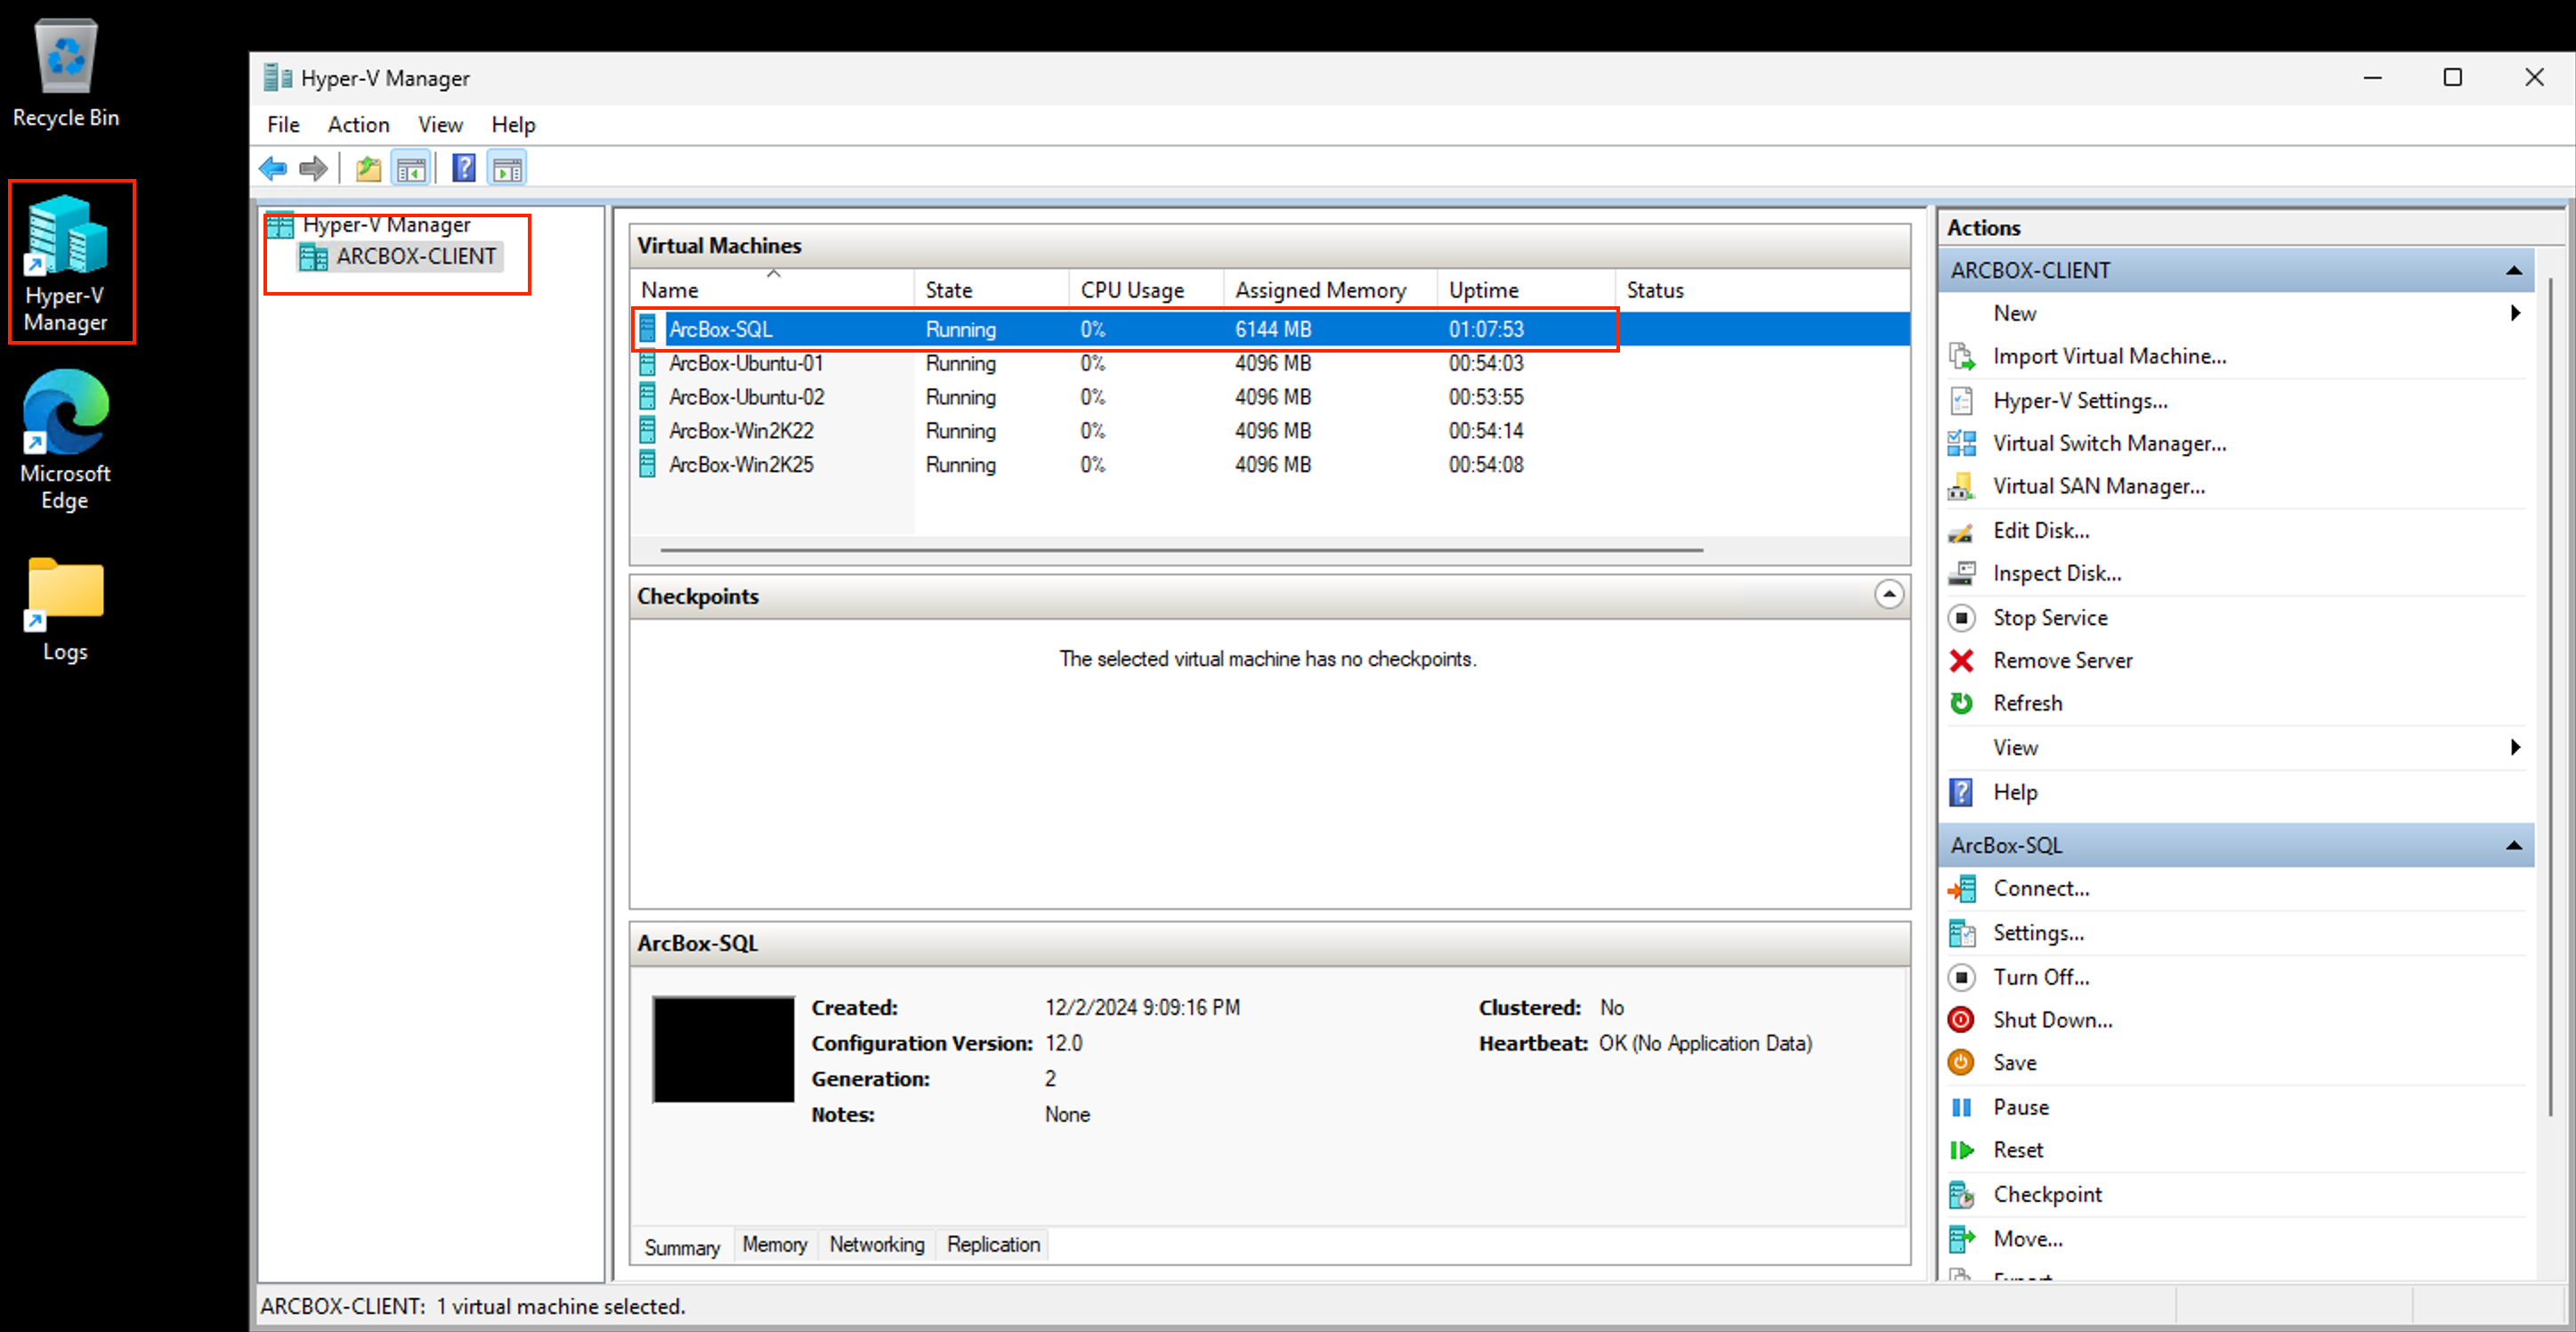 Recycle Bin
Hyper-V
Manager
Microsoft
Edge
Logs
Hyper-V Manager
File Action View Help
Hyper-V Manager
ARCBOX-CLIENT
Virtual Machines
Name State CPU Usage Assigned Memory Uptime Status
ArcBox-SQL Running 0% 6144 MB 01:07:53
ArcBox-Ubuntu-01 Running 0% 4096 MB 00:54:03
ArcBox-Ubuntu-02 Running 0% 4096 MB 00:53:55
ArcBox-Win2K22 Running 0% 4096 MB 00:54:14
ArcBox-Win2K25 Running 0% 4096 MB 00:54:08
Checkpoints
The selected virtual machine has no checkpoints.
ArcBox-SQL
Created: 12/2/2024 9:09:16 PM Clustered: No
Configuration Version: 12.0 Heartbeat: OK (No Application Data)
Generation: 2
Notes: None
Summary Memory Networking Replication
Actions
ARCBOX-CLIENT
New
Import Virtual Machine...
Hyper-V Settings...
Virtual Switch Manager...
Virtual SAN Manager...
Edit Disk...
Inspect Disk...
Stop Service
Remove Server
Refresh
View
Help
ArcBox-SQL
Connect...
Settings...
Turn Off...
Shut Down...
Save
Pause
Reset
Checkpoint
Move...
ARCBOX-CLIENT: 1 virtual machine selected.